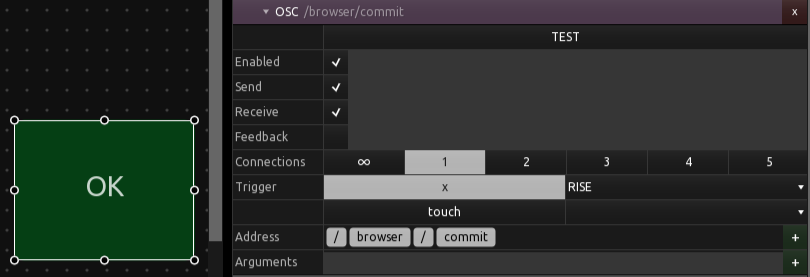 OSC /browser/commit x
TEST
Enabled
Send
Receive
Feedback
Connections ∞ 1 2 3 4 5
Trigger x RISE
touch
Address / browser / commit +
Arguments +
OK